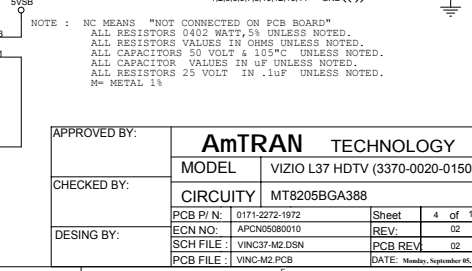 5VSB
NOTE : NC MEANS "NOT CONNECTED ON PCB BOARD"
ALL RESISTORS 0402 WATT,5% UNLESS NOTED.
ALL RESISTORS VALUES IN OHMS UNLESS NOTED.
ALL CAPACITORS 50 VOLT & 105"C UNLESS NOTED.
ALL CAPACITOR VALUES IN uF UNLESS NOTED.
ALL RESISTORS 25 VOLT IN .1uF UNLESS NOTED.
M= METAL 1%
APPROVED BY:
AmTRAN TECHNOLOGY
MODEL VIZIO L37 HDTV (3370-0020-0150
CHECKED BY:
CIRCUITY MT8205BGA388
PCB P/ N: 0171-2272-1972 Sheet 4 of 1
DESING BY:
ECN NO: APCN05080010 REV: 02
SCH FILE : VINC37-M2.DSN PCB REV: 02
PCB FILE : VINC-M2.PCB DATE: Monday, September 05,